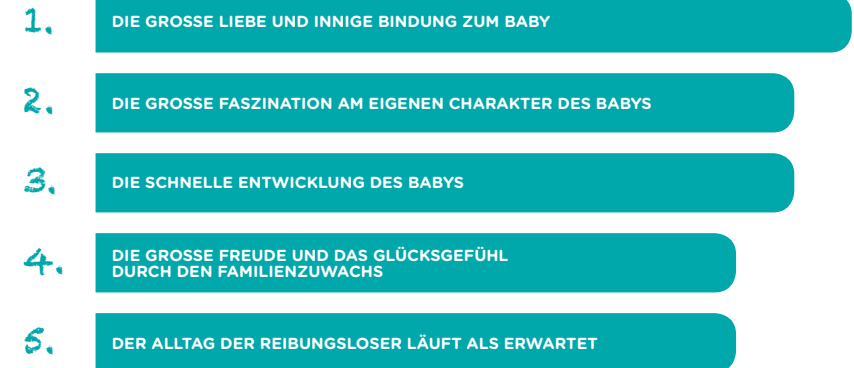 1. DIE GROSSE LIEBE UND INNIGE BINDUNG ZUM BABY
2. DIE GROSSE FASZINATION AM EIGENEN CHARAKTER DES BABYS
3. DIE SCHNELLE ENTWICKLUNG DES BABYS
4. DIE GROSSE FREUDE UND DAS GLÜCKSGEFÜHL
DURCH DEN FAMILIENZUWACHS
5. DER ALLTAG DER REIBUNGSLOSER LÄUFT ALS ERWARTET